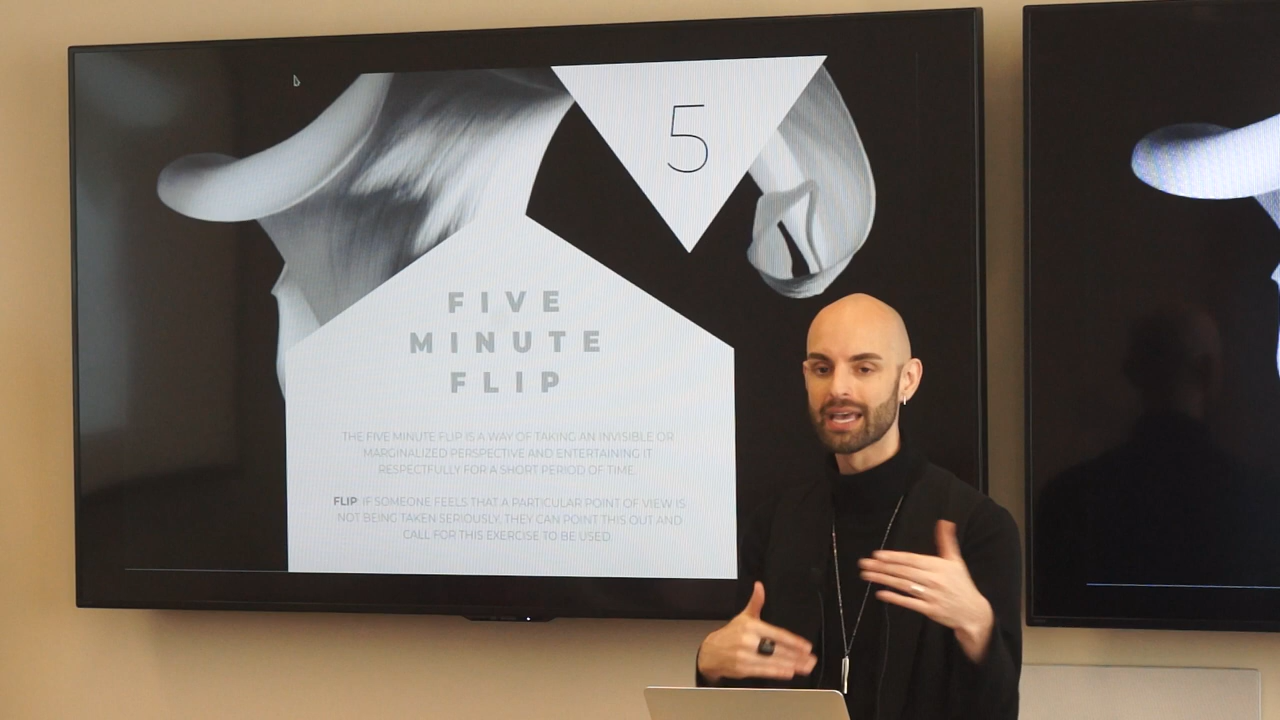 5
FIVE
MINUTE
FLIP
THE FIVE MINUTE FLIP IS A WAY OF TAKING AN INVISIBLE OR
MARGINALIZED PERSPECTIVE AND ENTERTAINING IT
RESPECTFULLY FOR A SHORT PERIOD OF TIME.
FLIP IF SOMEONE FEELS THAT A PARTICULAR POINT OF VIEW IS
NOT BEING TAKEN SERIOUSLY, THEY CAN POINT THIS OUT AND
CALL FOR THIS EXERCISE TO BE USED.